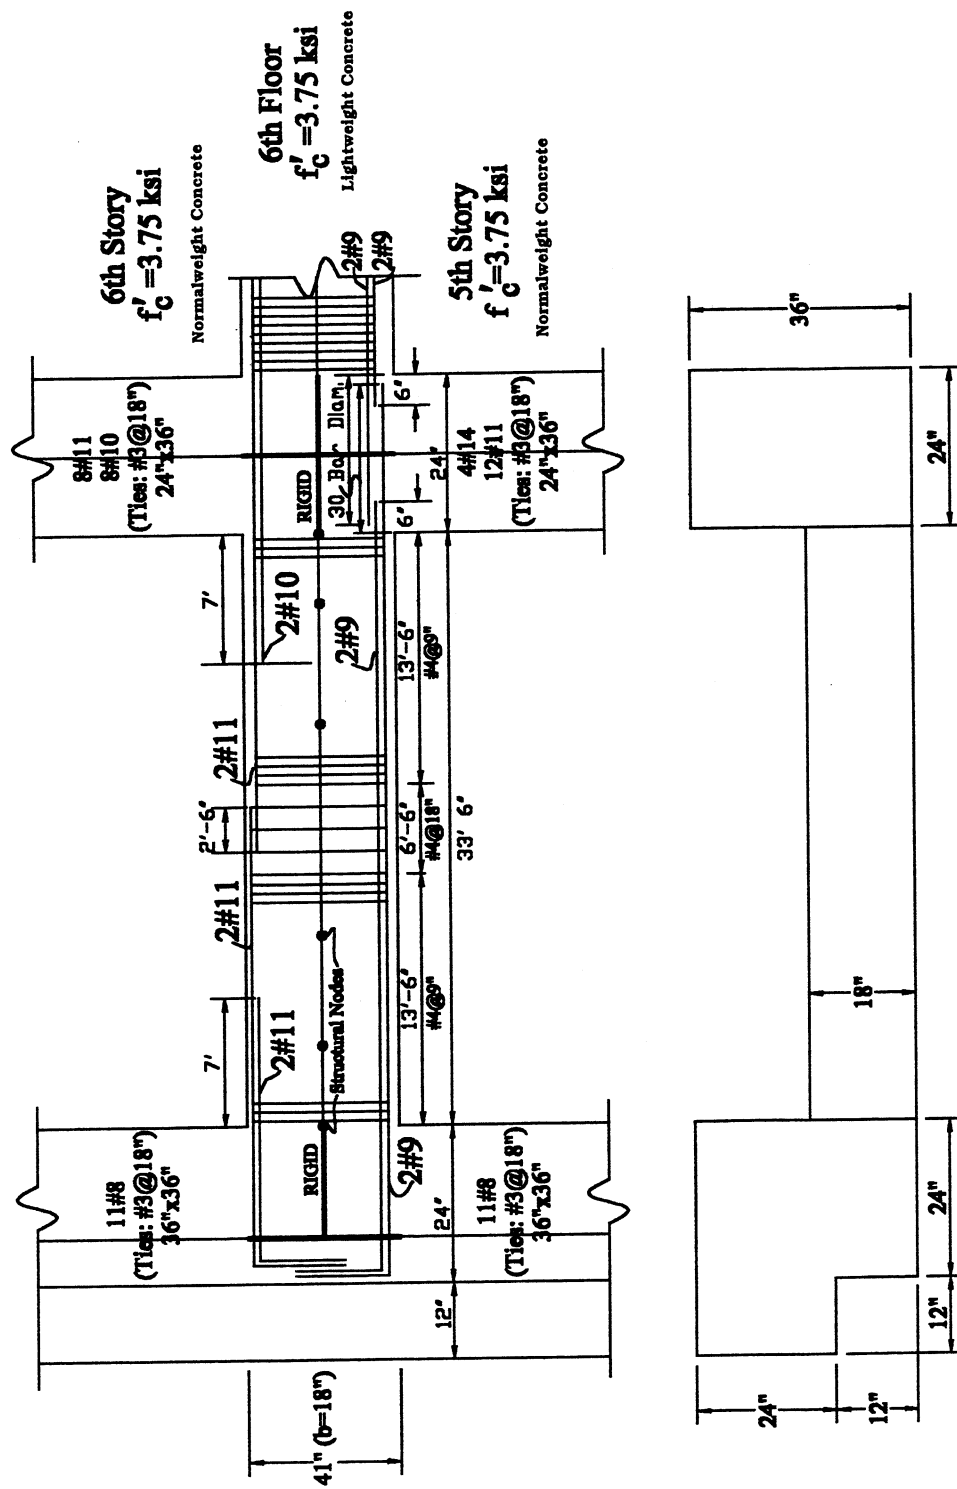 6th Story
f'c=3.75 ksi
Normalweight Concrete
6th Floor
f'c=3.75 ksi
Lightweight Concrete
5th Story
f'c=3.75 ksi
Normalweight Concrete
11#8
(Ties: #3@18")
36"x36"
8#11
8#10
(Ties: #3@18")
24"x36"
7'
2#11
2'-6"
2#11
7'
2#11
2#10
2#9
RIGID
Structural Nodes
RIGID
30 Bar Diam.
2#9
2#9
2#9
6"
6"
41" (b=18")
12"
24"
13'-6"
#4@9"
6'-6"
#4@18"
13'-6"
#4@9"
33' 6"
24"
11#8
(Ties: #3@18")
36"x36"
4#14
12#11
(Ties: #3@18")
24"x36"
24"
12"
12"
24"
18"
24"
36"